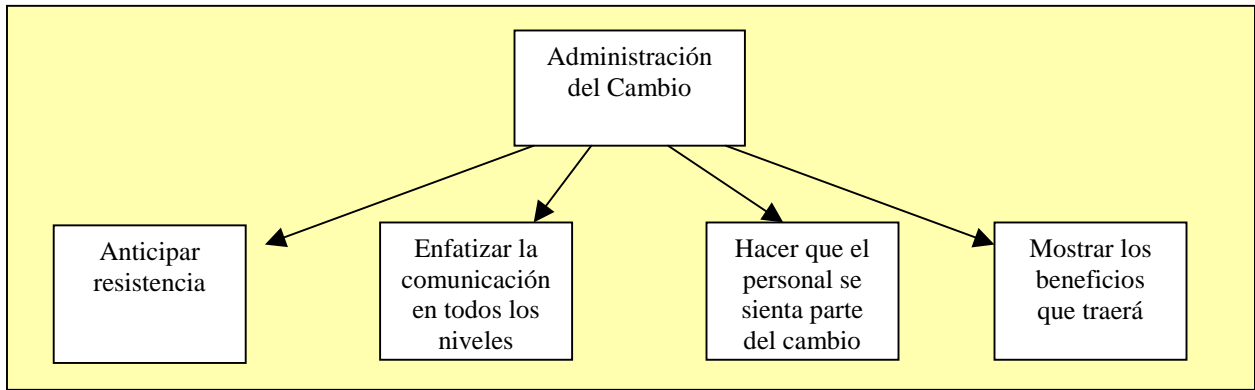 Administración
del Cambio
Anticipar
resistencia
Enfatizar la
comunicación
en todos los
niveles
Hacer que el
personal se
sienta parte
del cambio
Mostrar los
beneficios
que traerá